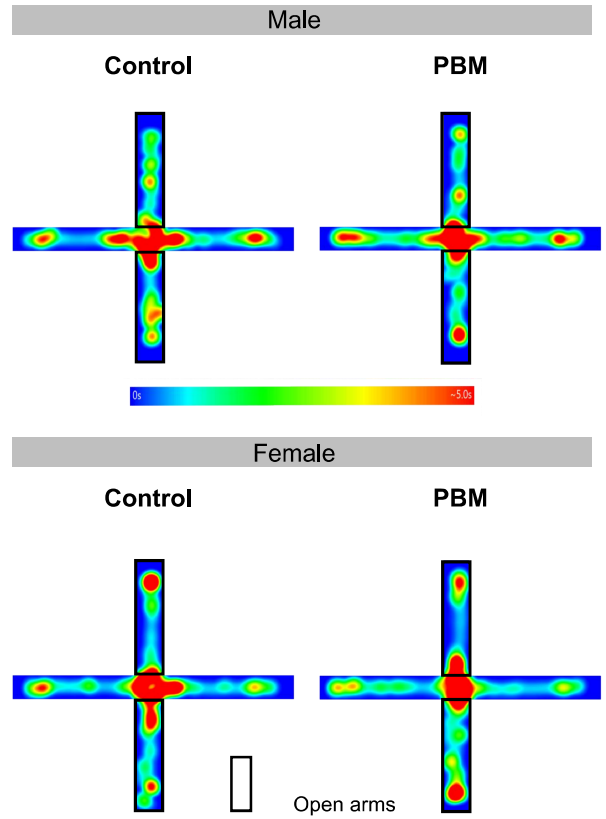 Male
Control PBM
0s ~5.0s
Female
Control PBM
Open arms